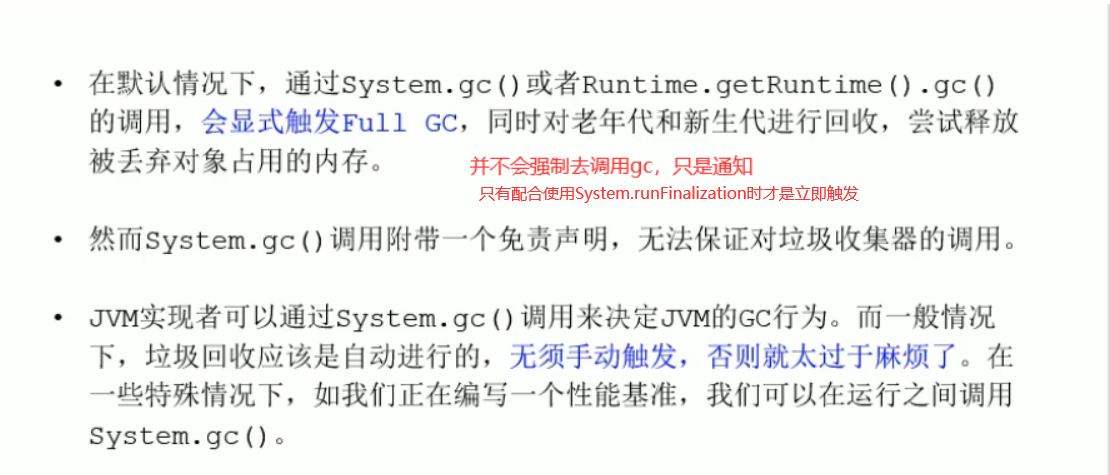 • 在默认情况下，通过System.gc()或者Runtime.getRuntime().gc()
的调用，会显式触发Full GC，同时对老年代和新生代进行回收，尝试释放
被丢弃对象占用的内存。
并不会强制去调用gc，只是通知
只有配合使用System.runFinalization时才是立即触发
• 然而System.gc()调用附带一个免责声明，无法保证对垃圾收集器的调用。
• JVM实现者可以通过System.gc()调用来决定JVM的GC行为。而一般情况
下，垃圾回收应该是自动进行的，无须手动触发，否则就太过于麻烦了。在
一些特殊情况下，如我们正在编写一个性能基准，我们可以在运行之间调用
System.gc()。